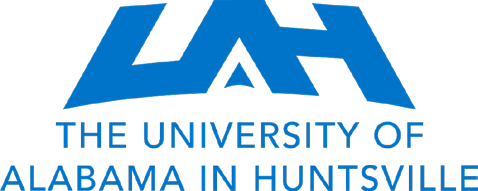 UAH
THE UNIVERSITY OF
ALABAMA IN HUNTSVILLE